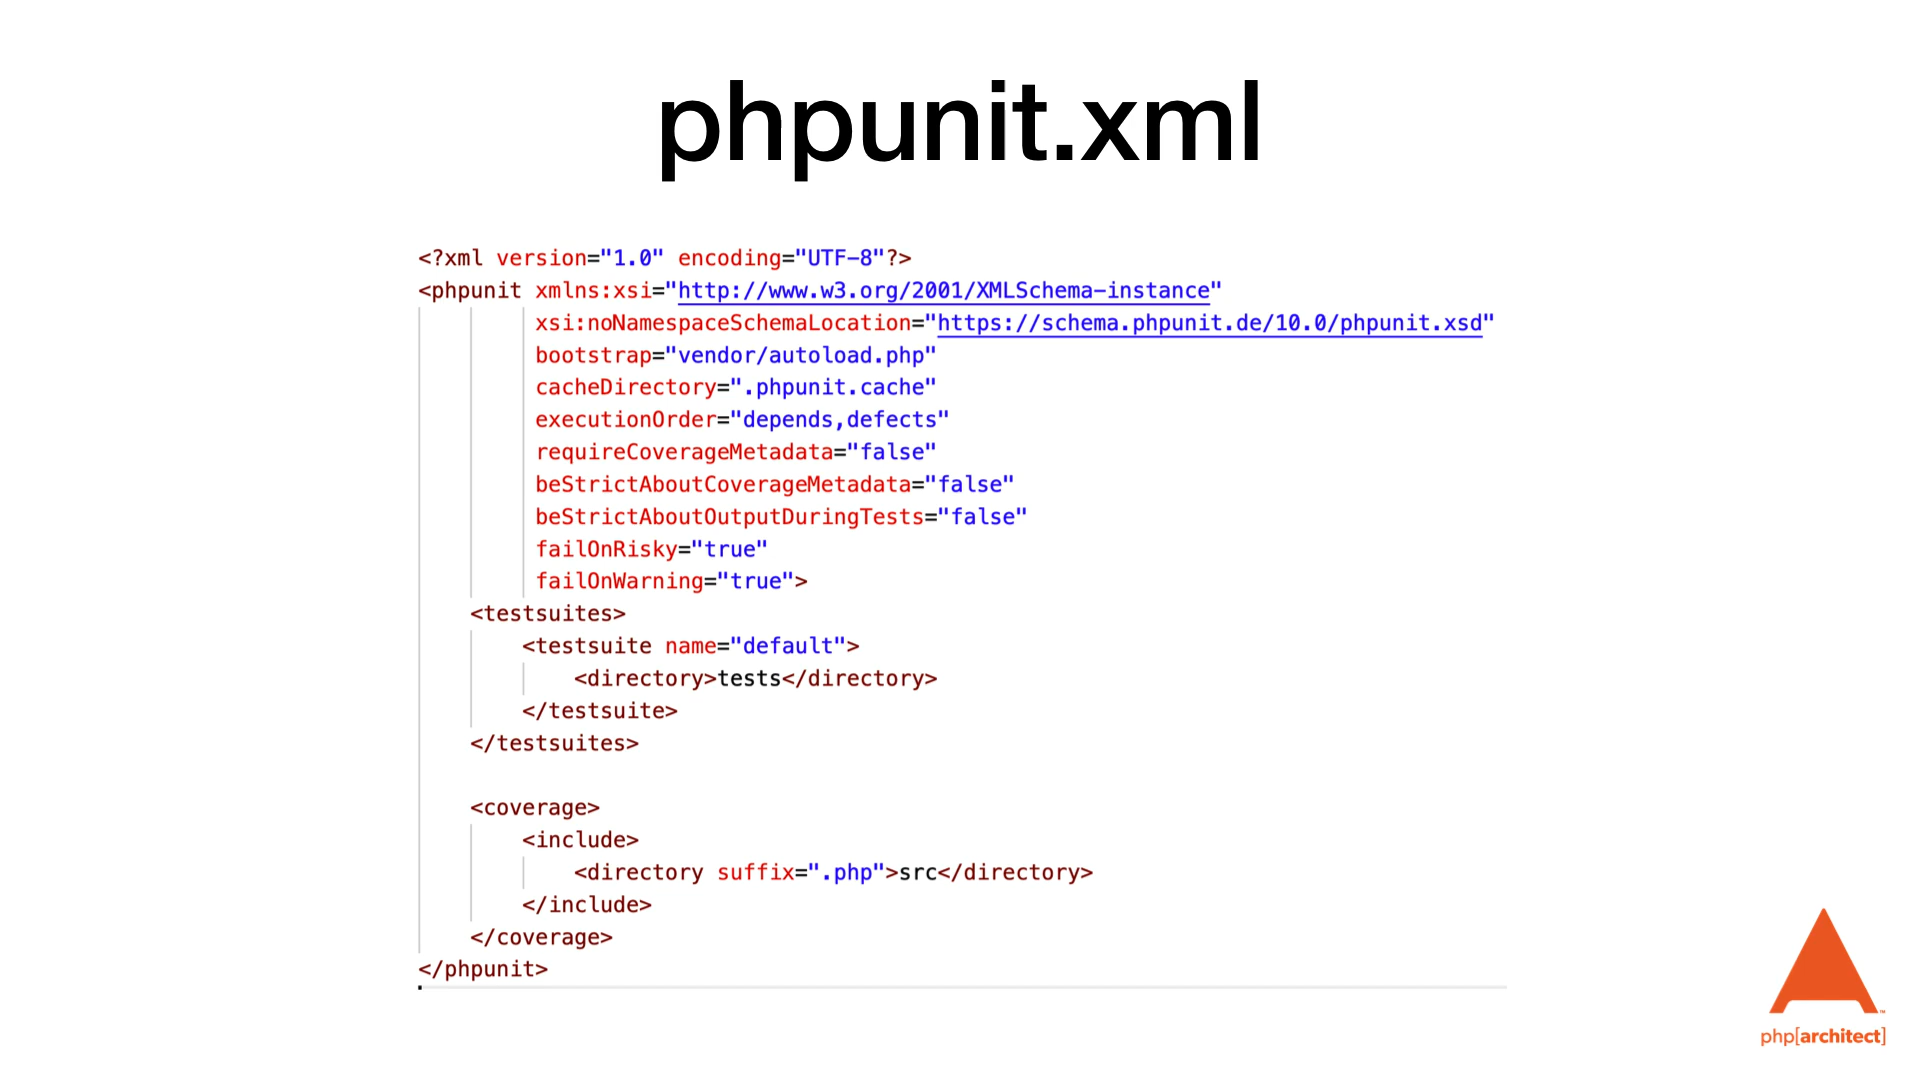 phpunit.xml
<?xml version="1.0" encoding="UTF-8"?>
<phpunit xmlns:xsi="http://www.w3.org/2001/XMLSchema-instance"
xsi:noNamespaceSchemaLocation="https://schema.phpunit.de/10.0/phpunit.xsd"
bootstrap="vendor/autoload.php"
cacheDirectory=".phpunit.cache"
executionOrder="depends,defects"
requireCoverageMetadata="false"
beStrictAboutCoverageMetadata="false"
beStrictAboutOutputDuringTests="false"
failOnRisky="true"
failOnWarning="true">
<testsuites>
<testsuite name="default">
<directory>tests</directory>
</testsuite>
</testsuites>
<coverage>
<include>
<directory suffix=".php">src</directory>
</include>
</coverage>
</phpunit>
php[architect]